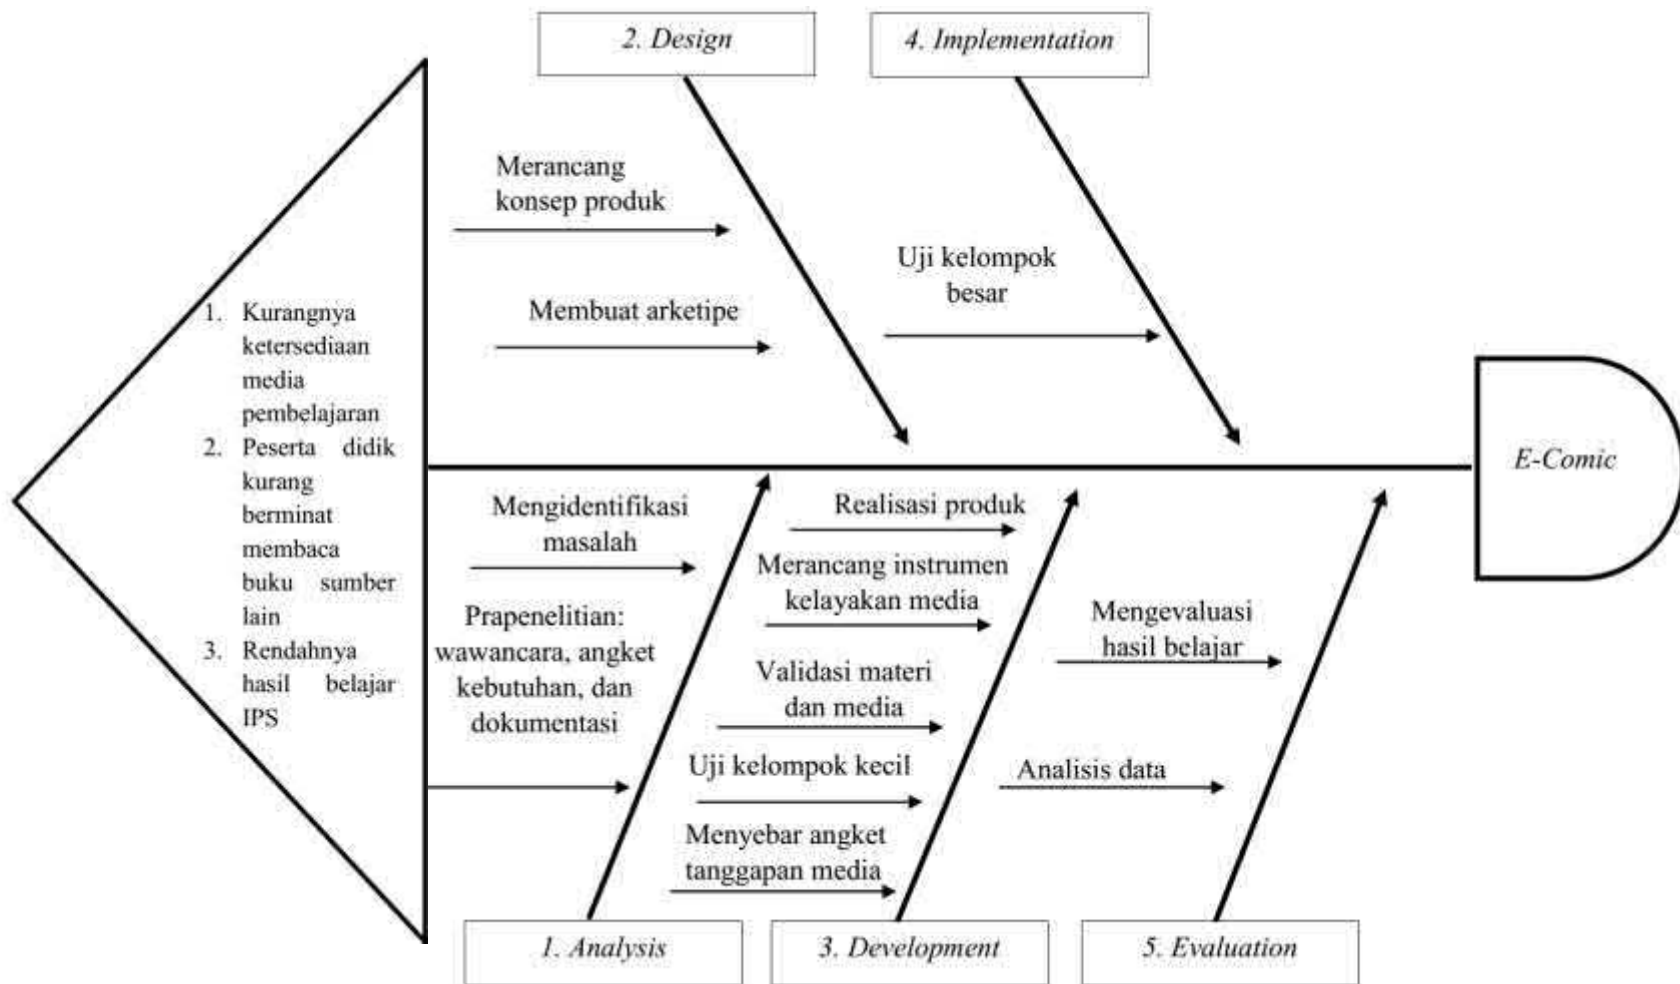 2. Design
4. Implementation
Merancang
konsep produk
Membuat arketipe
Uji kelompok
besar
1. Kurangnya
ketersediaan
media
pembelajaran
2. Peserta didik
kurang
berminat
membaca
buku sumber
lain
3. Rendahnya
hasil belajar
IPS
E-Comic
Mengidentifikasi
masalah
Prapenelitian:
wawancara, angket
kebutuhan, dan
dokumentasi
Realisasi produk
Merancang instrumen
kelayakan media
Validasi materi
dan media
Uji kelompok kecil
Menyebar angket
tanggapan media
Mengevaluasi
hasil belajar
Analisis data
1. Analysis
3. Development
5. Evaluation